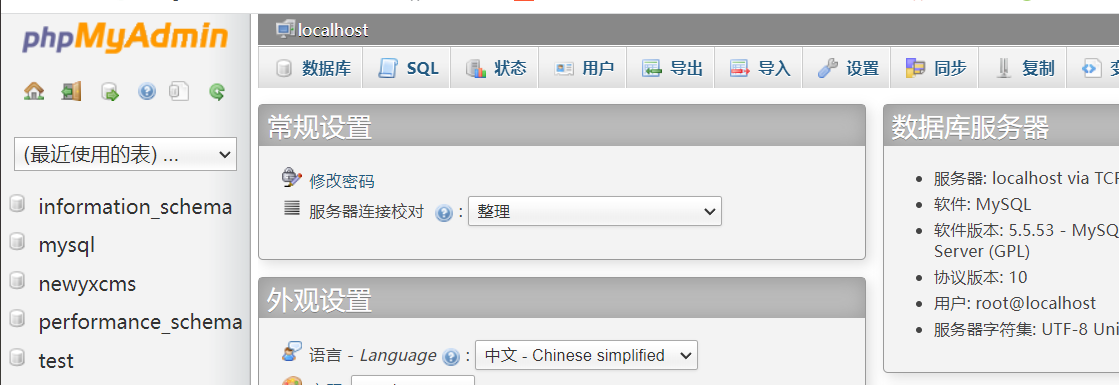 phpMyAdmin
(最近使用的表) ...
information_schema
mysql
newyxcms
performance_schema
test
localhost
数据库 SQL 状态 用户 导出 导入 设置 同步 复制
常规设置
修改密码
服务器连接校对 : 整理
外观设置
语言 - Language : 中文 - Chinese simplified
数据库服务器
服务器: localhost via TCP
软件: MySQL
软件版本: 5.5.53 - MySQ
Server (GPL)
协议版本: 10
用户: root@localhost
服务器字符集: UTF-8 Uni